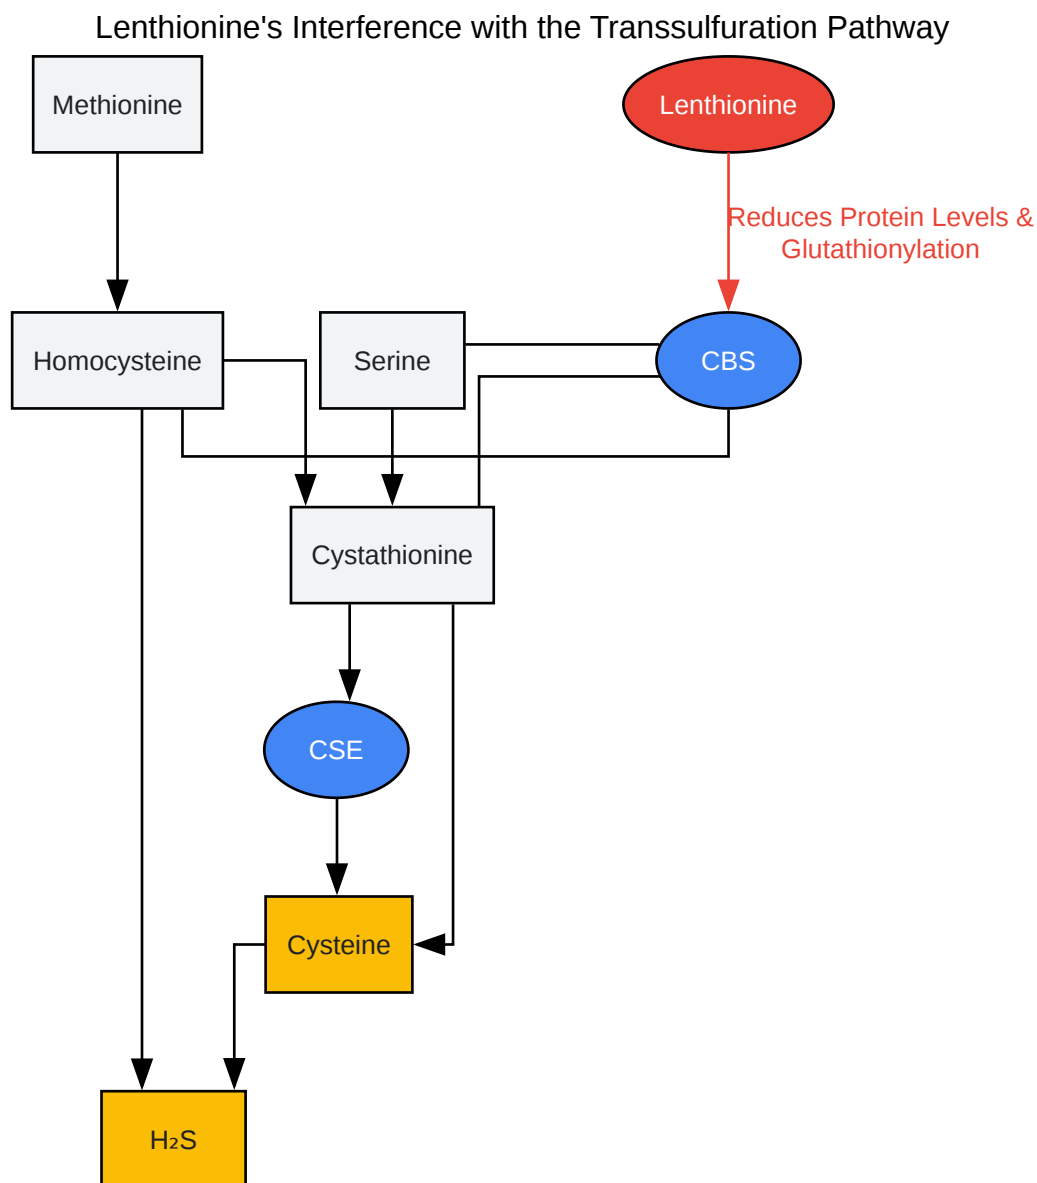 Lenthionine's Interference with the Transsulfuration Pathway
Methionine
Lenthionine
Reduces Protein Levels &
Glutathionylation
Homocysteine
Serine
CBS
Cystathionine
CSE
Cysteine
H₂S